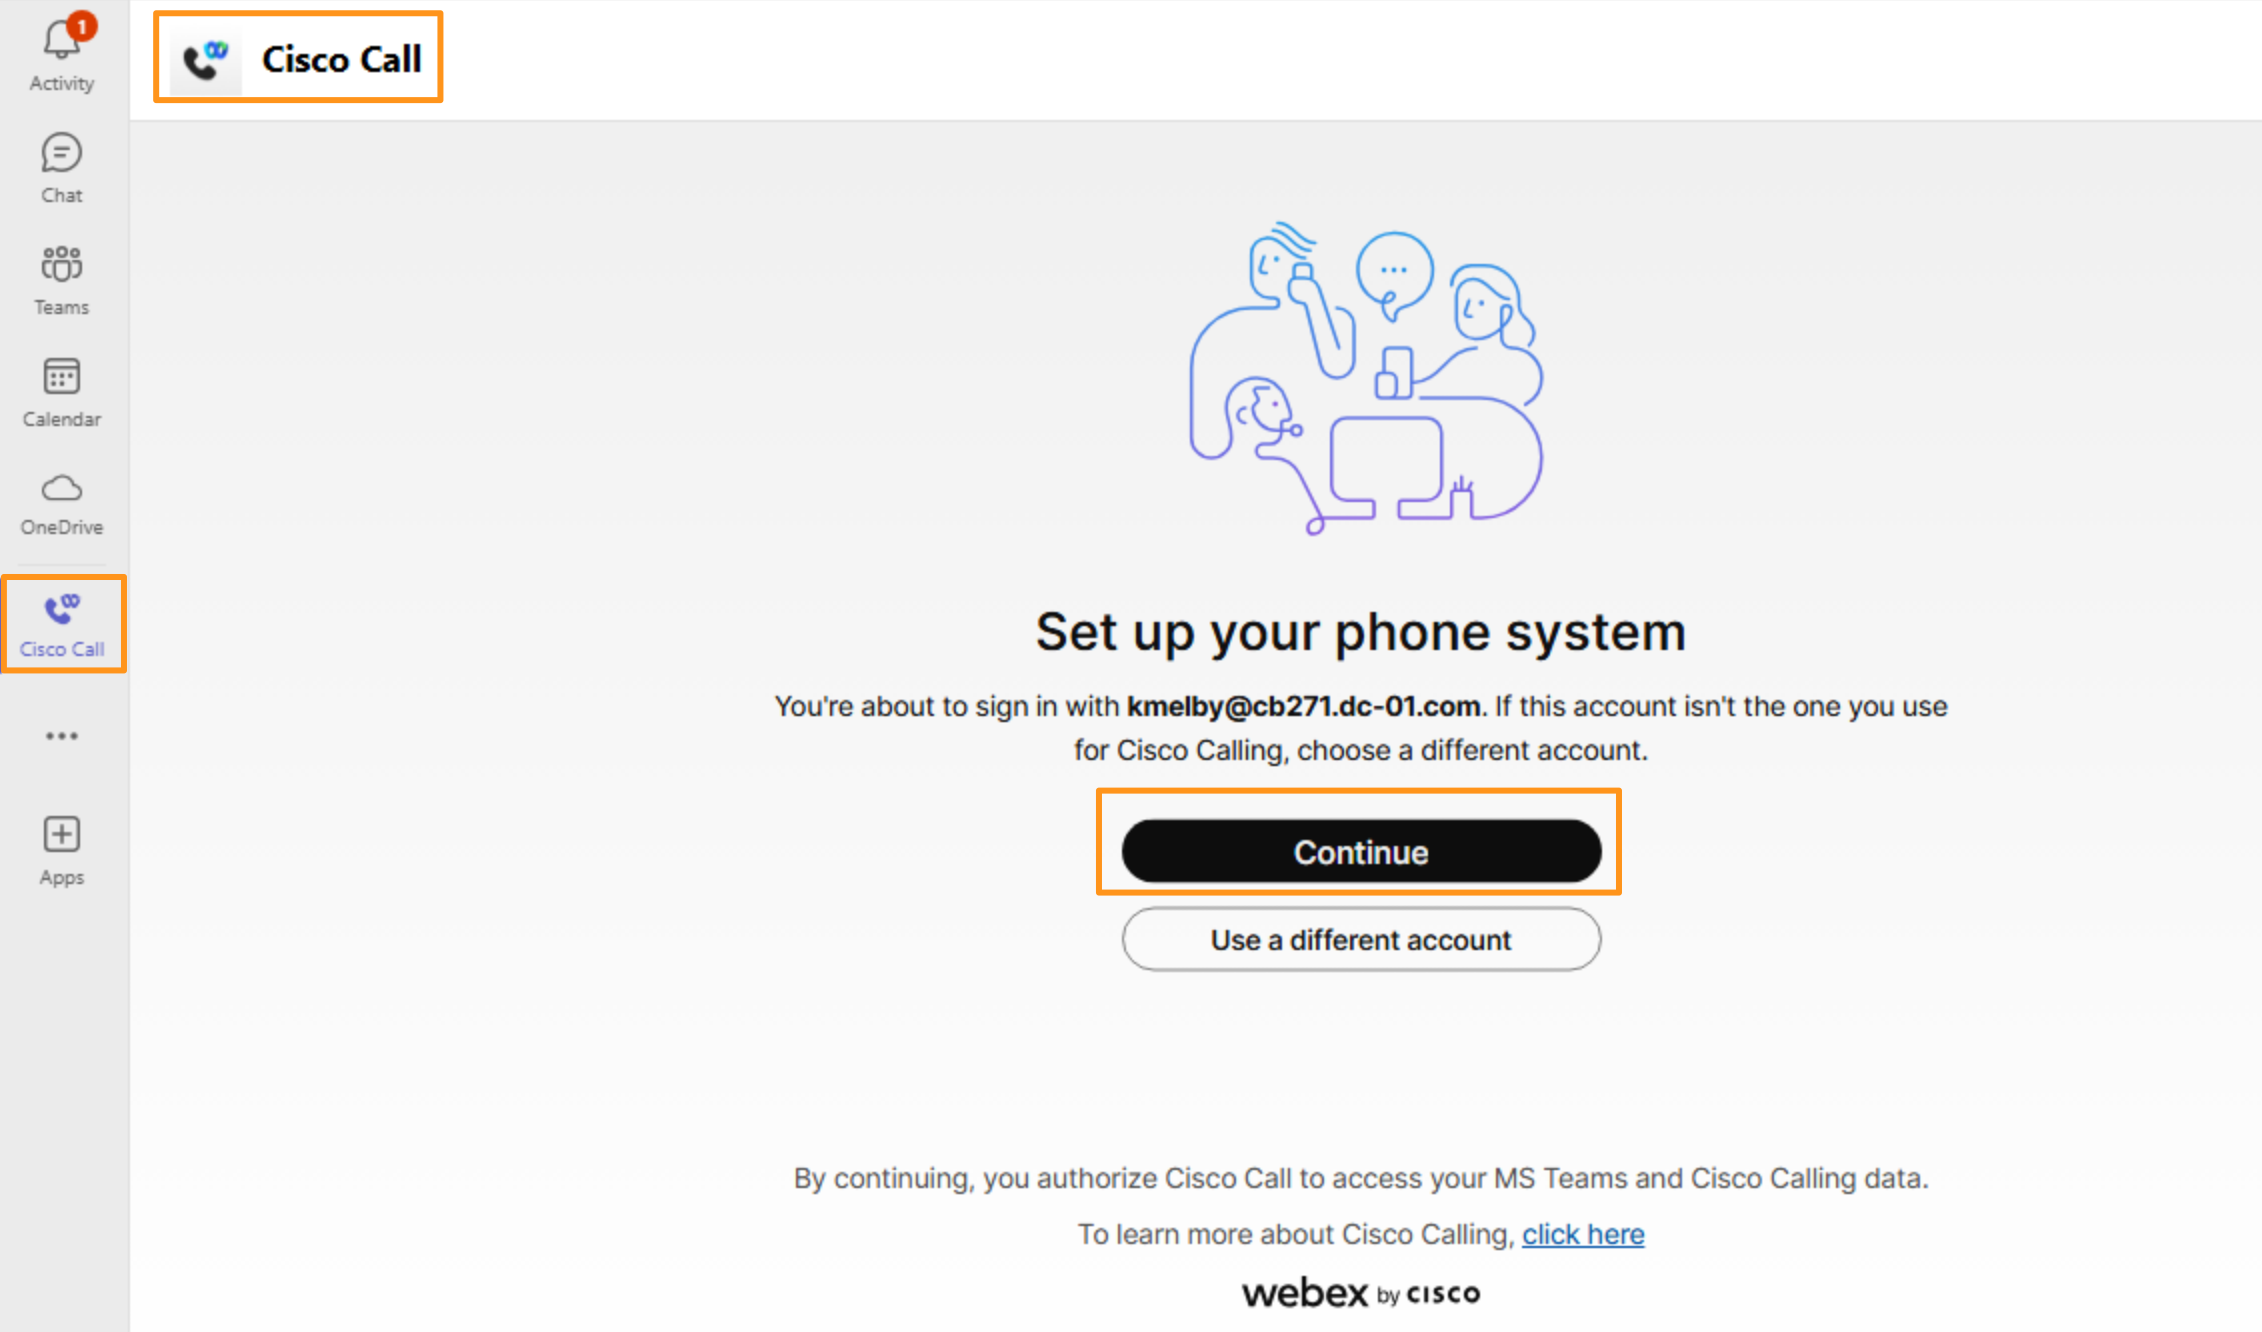 1
Activity
Chat
Teams
Calendar
OneDrive
Cisco Call
Apps
Cisco Call
Set up your phone system
You're about to sign in with kmelby@cb271.dc-01.com. If this account isn't the one you use
for Cisco Calling, choose a different account.
Continue
Use a different account
By continuing, you authorize Cisco Call to access your MS Teams and Cisco Calling data.
To learn more about Cisco Calling, click here
webex by CISCO